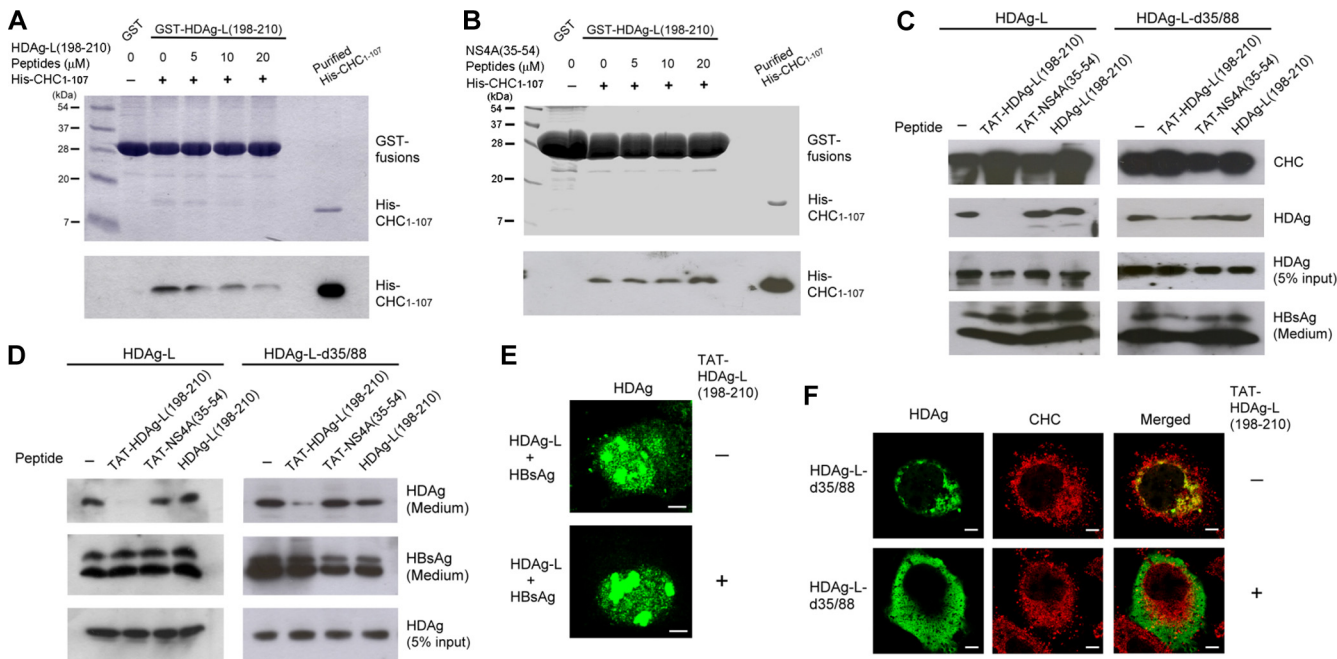 A
GST
GST-HDAg-L(198-210)
HDAg-L(198-210)
Peptides (μM)
0 0 5 10 20
Purified
His-CHC1-107
His-CHC1-107
– + + + +
(kDa)
54
37
28
20
7
GST-
fusions
His-
CHC1-107
His-
CHC1-107
B
GST
GST-HDAg-L(198-210)
NS4A(35-54)
Peptides (μM)
0 0 5 10 20
Purified
His-CHC1-107
His-CHC1-107
– + + + +
(kDa)
54
37
28
20
7
GST-
fusions
His-
CHC1-107
His-
CHC1-107
C
HDAg-L
HDAg-L-d35/88
Peptide
–
TAT-HDAg-L(198-210)
TAT-NS4A(35-54)
HDAg-L(198-210)
–
TAT-HDAg-L(198-210)
TAT-NS4A(35-54)
HDAg-L(198-210)
CHC
HDAg
HDAg
(5% input)
HBsAg
(Medium)
D
HDAg-L
HDAg-L-d35/88
Peptide
–
TAT-HDAg-L(198-210)
TAT-NS4A(35-54)
HDAg-L(198-210)
–
TAT-HDAg-L(198-210)
TAT-NS4A(35-54)
HDAg-L(198-210)
HDAg
(Medium)
HBsAg
(Medium)
HDAg
(5% input)
E
HDAg
TAT-
HDAg-L
(198-210)
HDAg-L
+
HBsAg
–
HDAg-L
+
HBsAg
+
F
HDAg
CHC
Merged
TAT-
HDAg-L
(198-210)
HDAg-L-
d35/88
–
HDAg-L-
d35/88
+